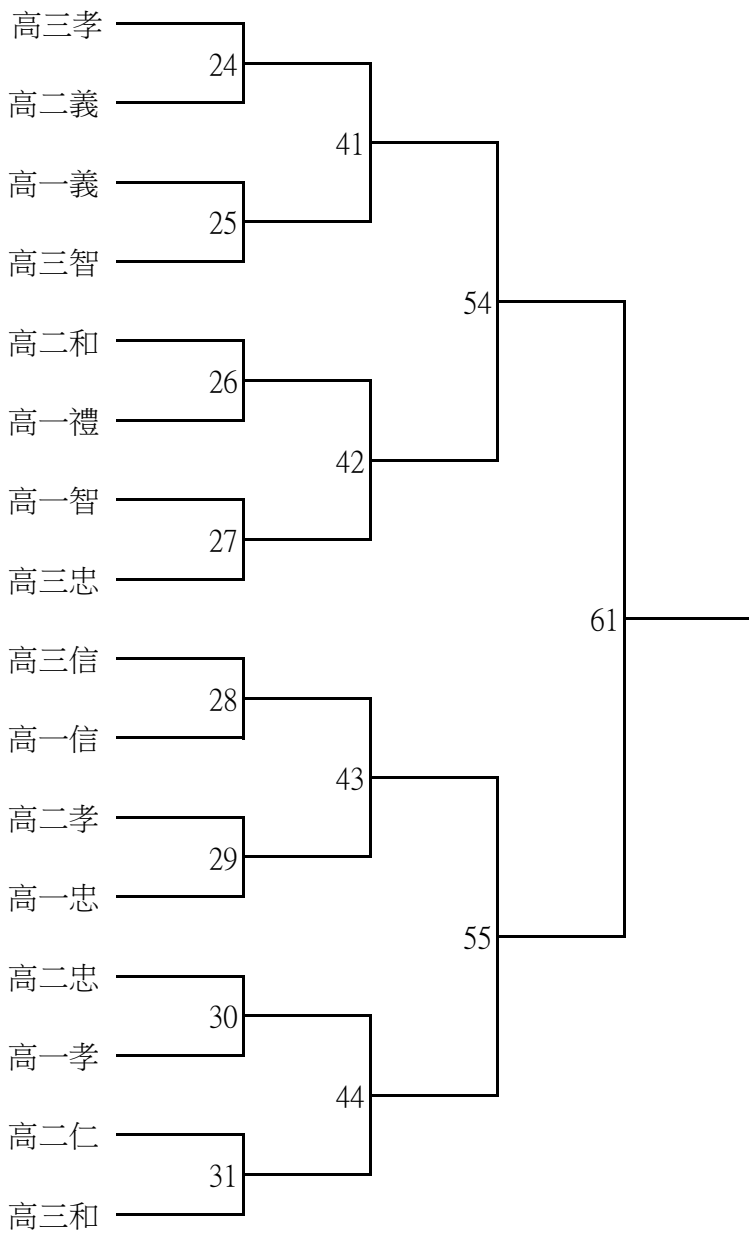 高三孝
24
高二義
41
高一義
25
高三智
54
高二和
26
高一禮
42
高一智
27
高三忠
61
高三信
28
高一信
43
高二孝
29
高一忠
55
高二忠
30
高一孝
44
高二仁
31
高三和